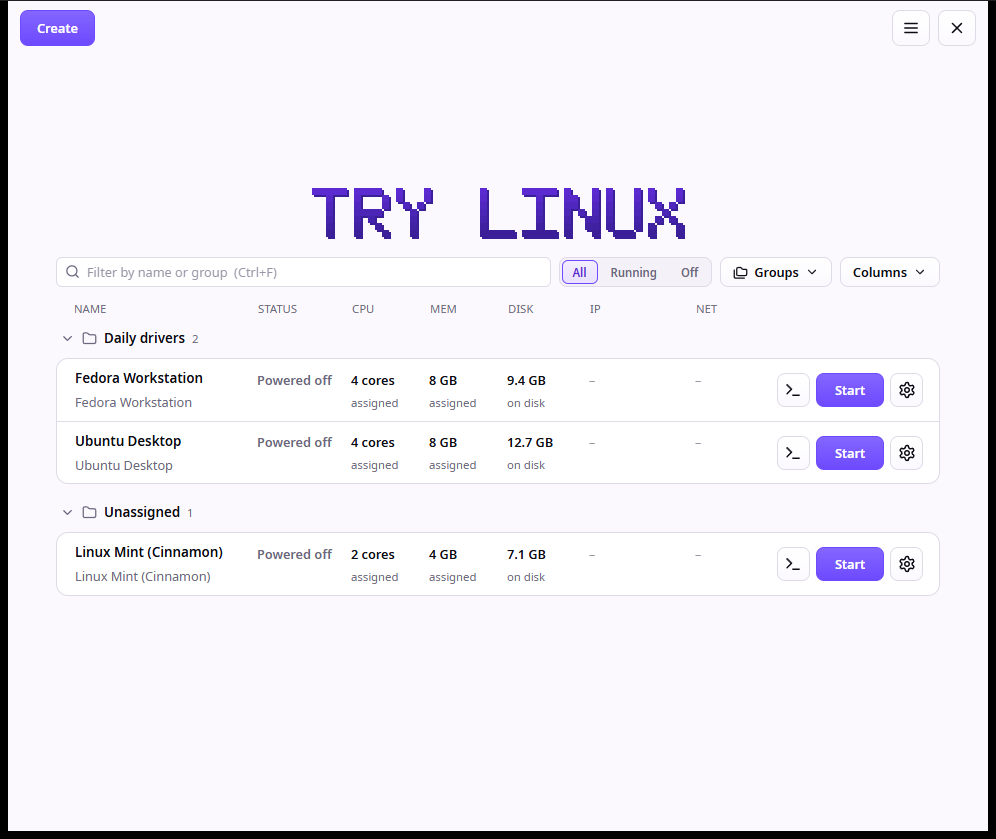 Create
TRY LINUX
Filter by name or group (Ctrl+F)
All Running Off Groups Columns
NAME STATUS CPU MEM DISK IP NET
Daily drivers 2
Fedora Workstation Powered off 4 cores 8 GB 9.4 GB – – >_ Start
Fedora Workstation assigned assigned on disk
Ubuntu Desktop Powered off 4 cores 8 GB 12.7 GB – – >_ Start
Ubuntu Desktop assigned assigned on disk
Unassigned 1
Linux Mint (Cinnamon) Powered off 2 cores 4 GB 7.1 GB – – >_ Start
Linux Mint (Cinnamon) assigned assigned on disk